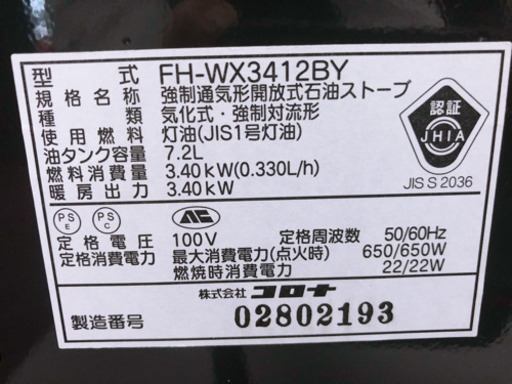 型式 FH-WX3412BY
規格名称 強制通気形開放式石油ストーブ
種類 気化式・強制対流形
使用燃料 灯油(JIS1号灯油)
油タンク容量 7.2L
燃料消費量 3.40kW(0.330L/h)
暖房出力 3.40kW
認証
JHIA
JIS S 2036
PS E
PS C
定格電圧 100V 定格周波数 50/60Hz
定格消費電力 最大消費電力(点火時) 650/650W
燃焼時消費電力 22/22W
株式会社 コロナ
製造番号 02802193